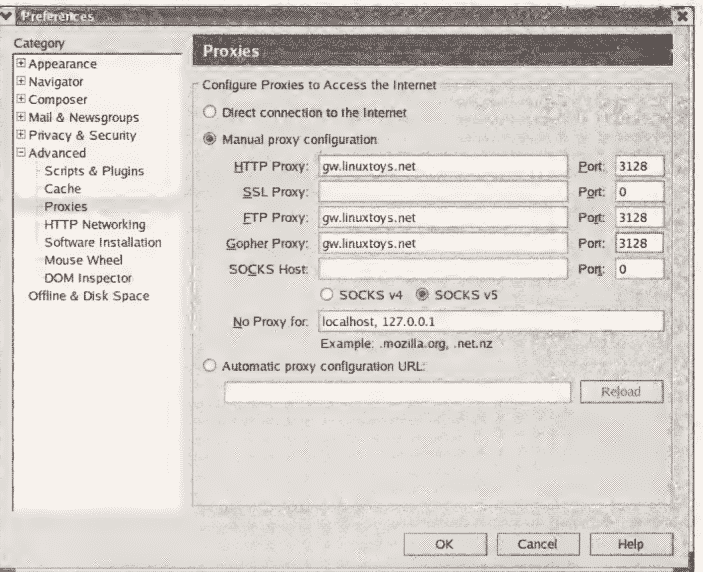 Preferences
Category
Appearance
Navigator
Composer
Mail & Newsgroups
Privacy & Security
Advanced
Scripts & Plugins
Cache
Proxies
HTTP Networking
Software Installation
Mouse Wheel
DOM Inspector
Offline & Disk Space
Proxies
Configure Proxies to Access the Internet
Direct connection to the Internet
Manual proxy configuration
HTTP Proxy: gw.linuxtoys.net Port: 3128
SSL Proxy: Port: 0
FTP Proxy: gw.linuxtoys.net Port: 3128
Gopher Proxy: gw.linuxtoys.net Port: 3128
SOCKS Host: Port: 0
SOCKS v4 SOCKS v5
No Proxy for: localhost, 127.0.0.1
Example: .mozilla.org, .net.nz
Automatic proxy configuration URL:
Reload
OK Cancel Help